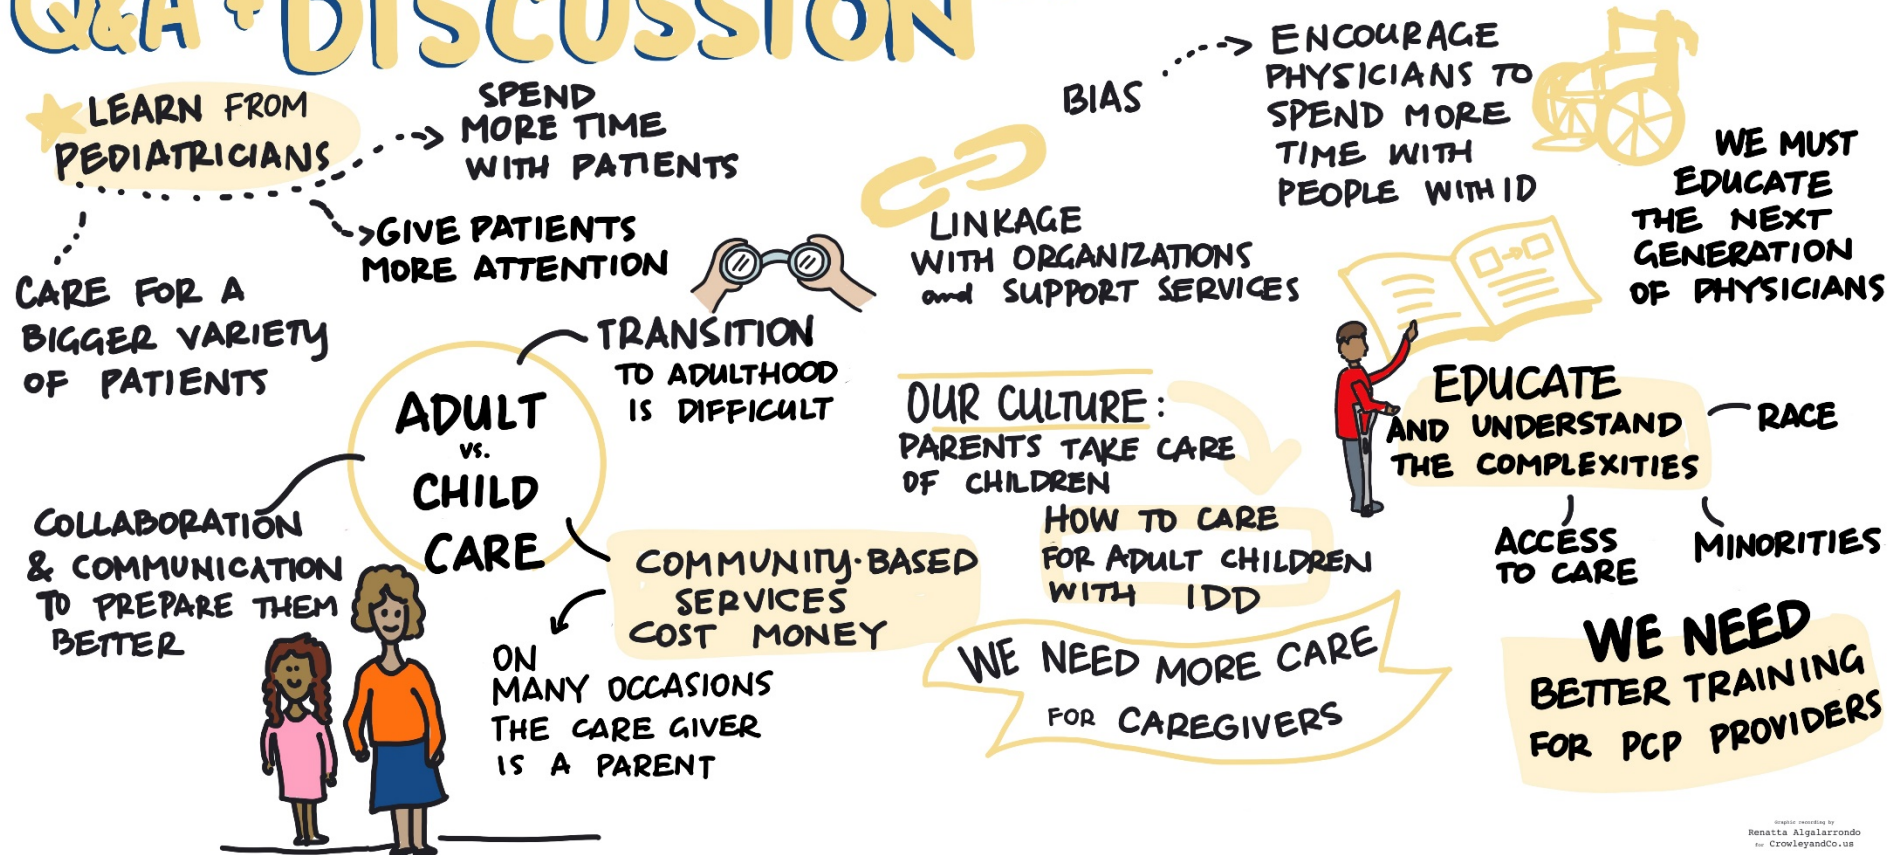 Q&A + DISCUSSION
LEARN FROM
PEDIATRICIANS
SPEND
MORE TIME
WITH PATIENTS
GIVE PATIENTS
MORE ATTENTION
CARE FOR A
BIGGER VARIETY
OF PATIENTS
ADULT
VS.
CHILD
CARE
TRANSITION
TO ADULTHOOD
IS DIFFICULT
COLLABORATION
& COMMUNICATION
TO PREPARE THEM
BETTER
COMMUNITY-BASED
SERVICES
COST MONEY
ON
MANY OCCASIONS
THE CARE GIVER
IS A PARENT
BIAS
ENCOURAGE
PHYSICIANS TO
SPEND MORE
TIME WITH
PEOPLE WITH ID
LINKAGE
WITH ORGANIZATIONS
and SUPPORT SERVICES
OUR CULTURE:
PARENTS TAKE CARE
OF CHILDREN
HOW TO CARE
FOR ADULT CHILDREN
WITH IDD
WE NEED MORE CARE
FOR CAREGIVERS
WE MUST
EDUCATE
THE NEXT
GENERATION
OF PHYSICIANS
EDUCATE
AND UNDERSTAND
THE COMPLEXITIES
RACE
ACCESS
TO CARE
MINORITIES
WE NEED
BETTER TRAINING
FOR PCP PROVIDERS
Graphic recording by
Renatta Algalarrondo
for CrowleyandCo.us